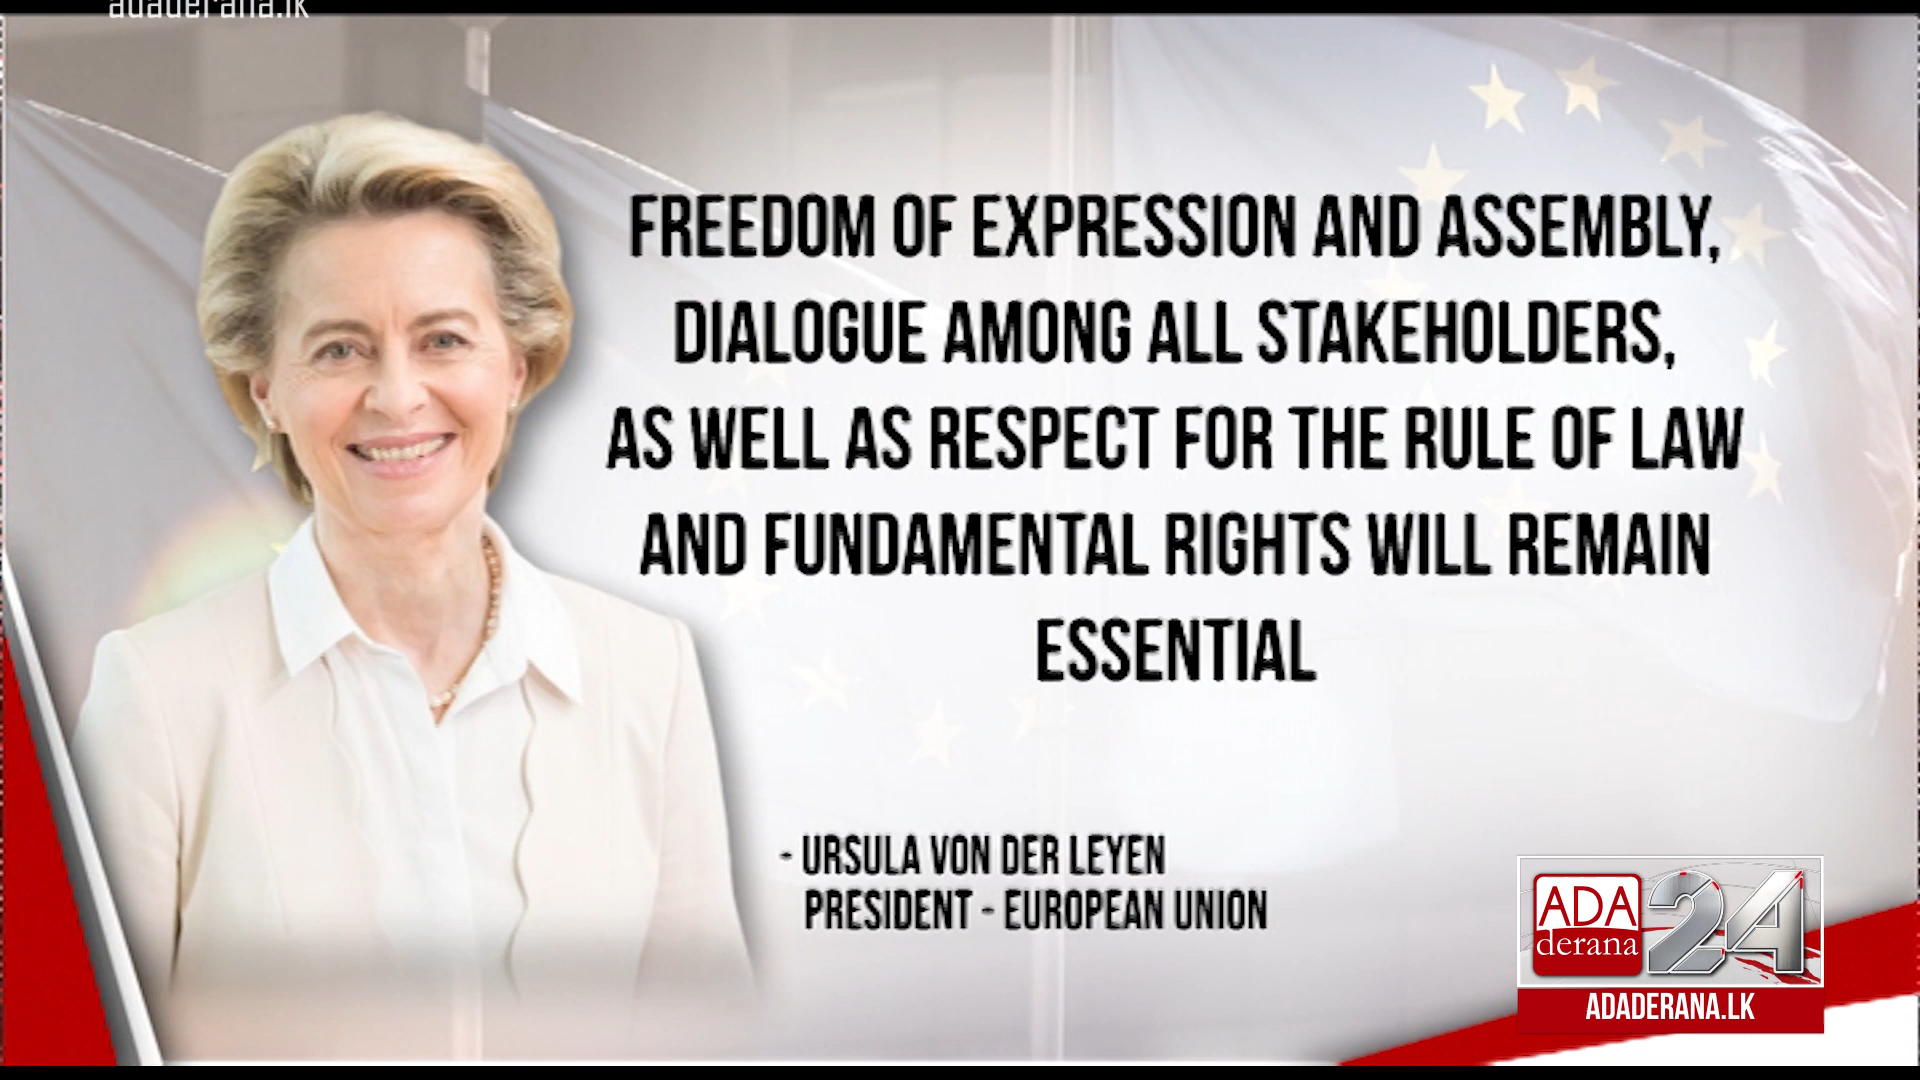 adaderana.lk
FREEDOM OF EXPRESSION AND ASSEMBLY,
DIALOGUE AMONG ALL STAKEHOLDERS,
AS WELL AS RESPECT FOR THE RULE OF LAW
AND FUNDAMENTAL RIGHTS WILL REMAIN
ESSENTIAL
- URSULA VON DER LEYEN
PRESIDENT - EUROPEAN UNION
ADA
derana
24
ADADERANA.LK